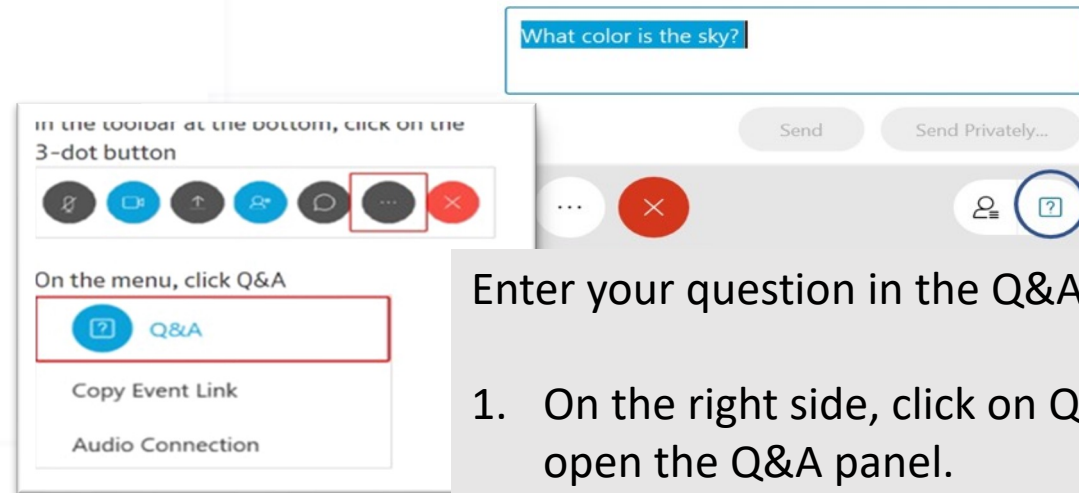 What color is the sky?
Send
Send Privately...
In the toolbar at the bottom, click on the
3-dot button
On the menu, click Q&A
Q&A
Copy Event Link
Audio Connection
Enter your question in the Q&A
1. On the right side, click on Q
open the Q&A panel.